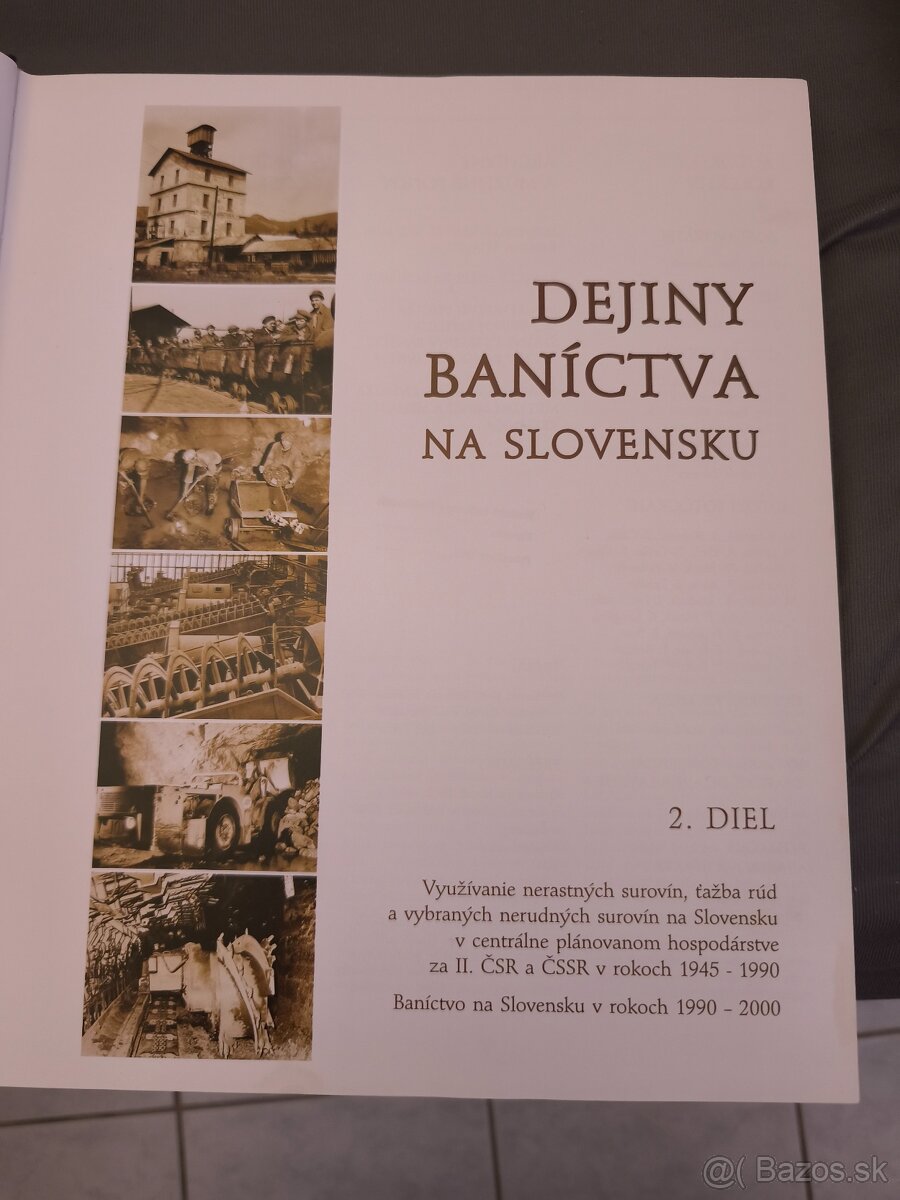 DEJINY
BANÍCTVA
NA SLOVENSKU
2. DIEL
Využívanie nerastných surovín, ťažba rúd
a vybraných nerudných surovín na Slovensku
v centrálne plánovanom hospodárstve
za II. ČSR a ČSSR v rokoch 1945 - 1990
Baníctvo na Slovensku v rokoch 1990 - 2000
@( Bazos.sk